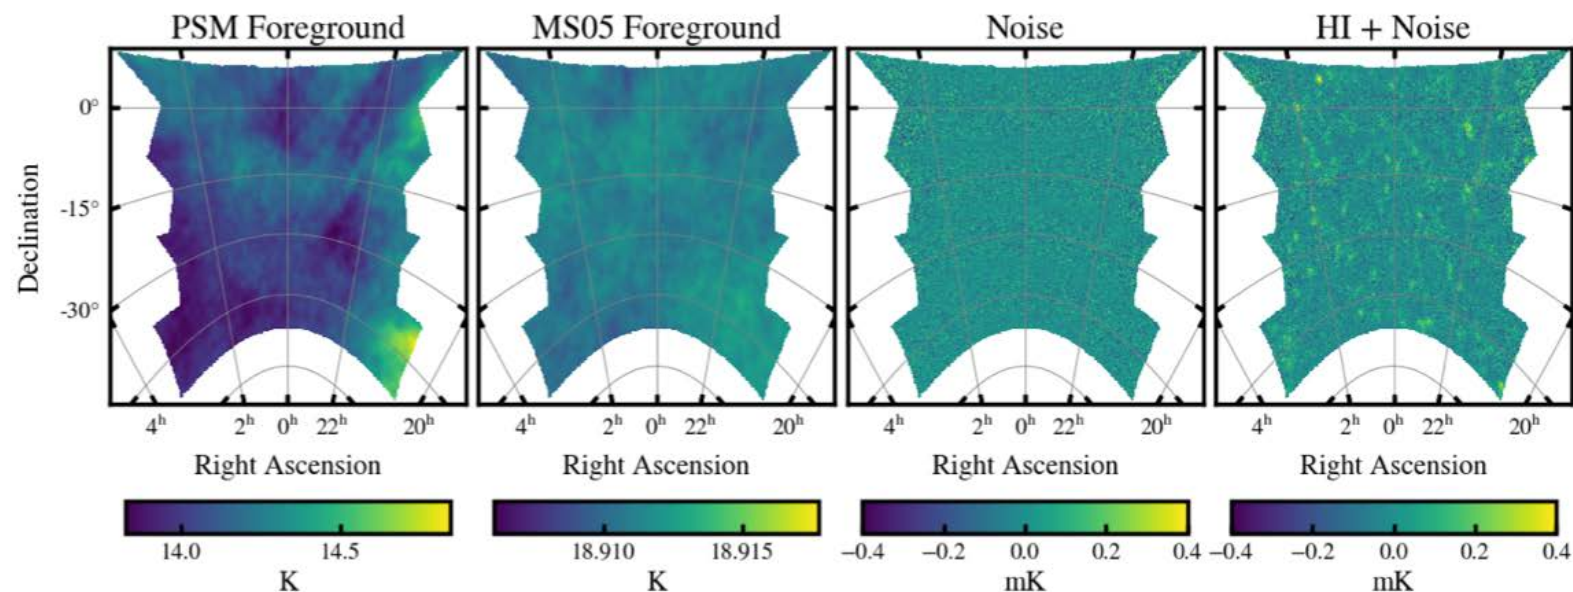 PSM Foreground MS05 Foreground Noise HI + Noise
Declination
0°
-15°
-30°
4ʰ 2ʰ 0ʰ 22ʰ 20ʰ 4ʰ 2ʰ 0ʰ 22ʰ 20ʰ 4ʰ 2ʰ 0ʰ 22ʰ 20ʰ 4ʰ 2ʰ 0ʰ 22ʰ 20ʰ
Right Ascension Right Ascension Right Ascension Right Ascension
14.0 14.5 18.910 18.915 −0.4 −0.2 0.0 0.2 0.4 −0.4 −0.2 0.0 0.2 0.4
K K mK mK